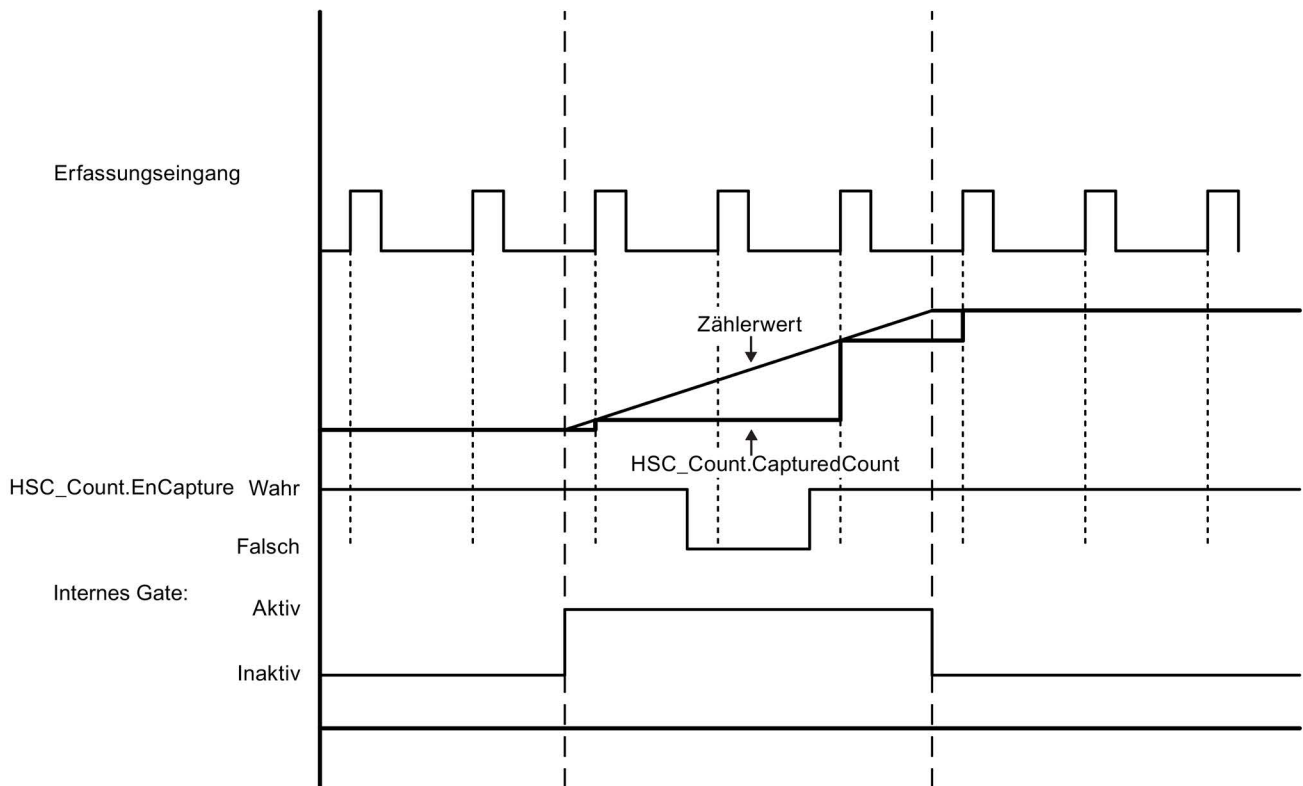 Erfassungseingang
Zählerwert
HSC_Count.CapturedCount
HSC_Count.EnCapture Wahr
Falsch
Internes Gate:
Aktiv
Inaktiv